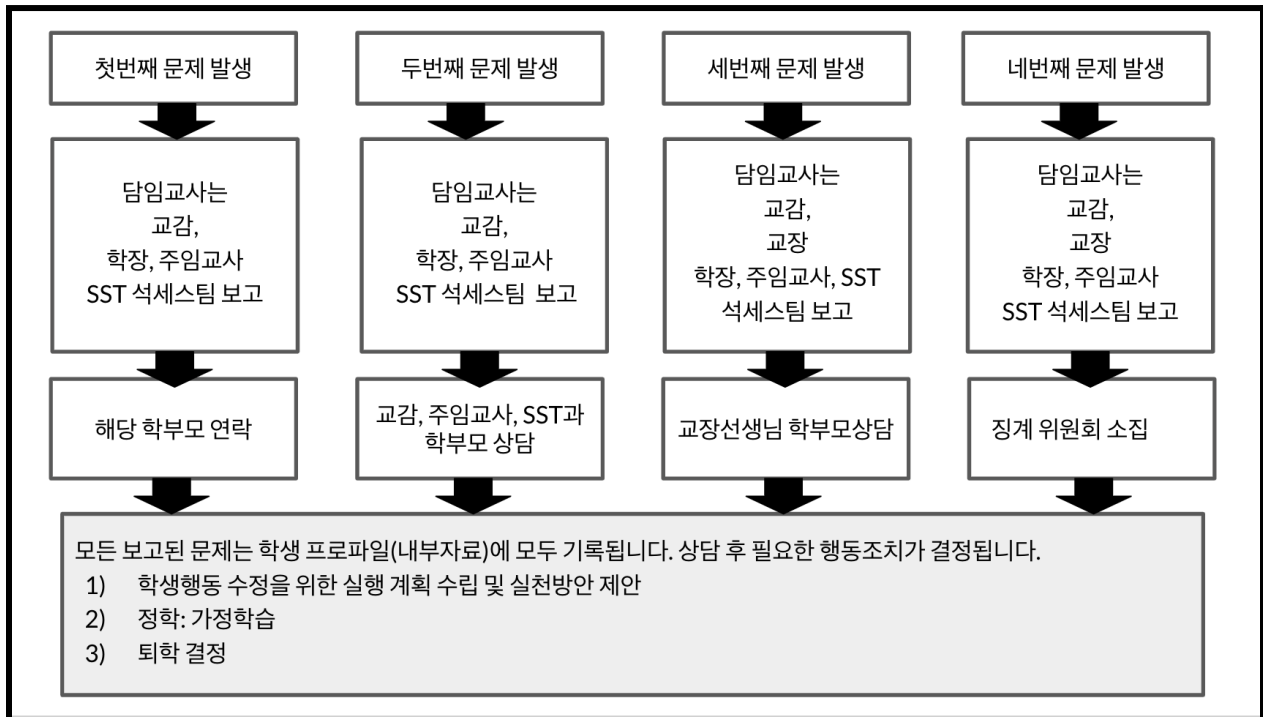 첫번째 문제 발생
두번째 문제 발생
세번째 문제 발생
네번째 문제 발생
담임교사는
교감,
학장, 주임교사
SST 석세스팀 보고
담임교사는
교감,
학장, 주임교사
SST 석세스팀 보고
담임교사는
교감,
교장
학장, 주임교사, SST
석세스팀 보고
담임교사는
교감,
교장
학장, 주임교사
SST 석세스팀 보고
해당 학부모 연락
교감, 주임교사, SST과
학부모 상담
교장선생님 학부모상담
징계 위원회 소집
모든 보고된 문제는 학생 프로파일(내부자료)에 모두 기록됩니다. 상담 후 필요한 행동조치가 결정됩니다.
1) 학생행동 수정을 위한 실행 계획 수립 및 실천방안 제안
2) 정학: 가정학습
3) 퇴학 결정